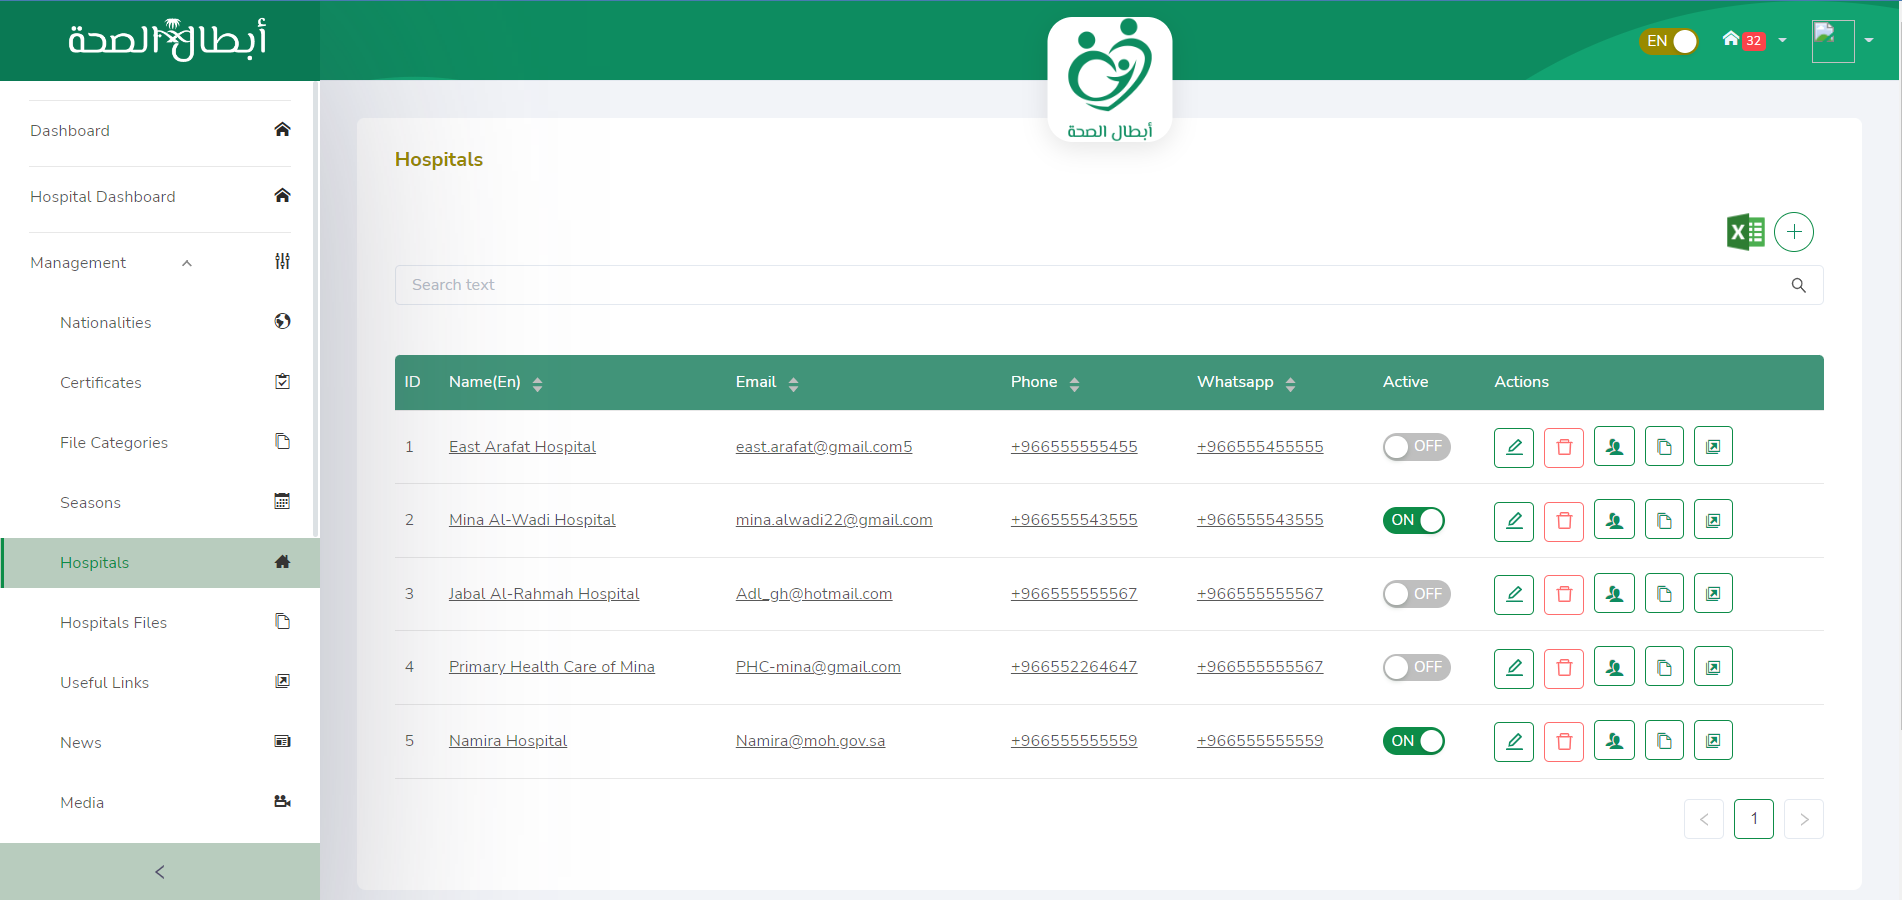 أبطال الصحة
EN
32
أبطال الصحة
Dashboard
Hospital Dashboard
Management
Nationalities
Certificates
File Categories
Seasons
Hospitals
Hospitals Files
Useful Links
News
Media
Hospitals
Search text
ID Name(En) Email Phone Whatsapp Active Actions
1 East Arafat Hospital east.arafat@gmail.com5 +966555555455 +966555455555 OFF
2 Mina Al-Wadi Hospital mina.alwadi22@gmail.com +966555543555 +966555543555 ON
3 Jabal Al-Rahmah Hospital Adl_gh@hotmail.com +966555555567 +966555555567 OFF
4 Primary Health Care of Mina PHC-mina@gmail.com +966552264647 +966555555567 OFF
5 Namira Hospital Namira@moh.gov.sa +966555555559 +966555555559 ON
1